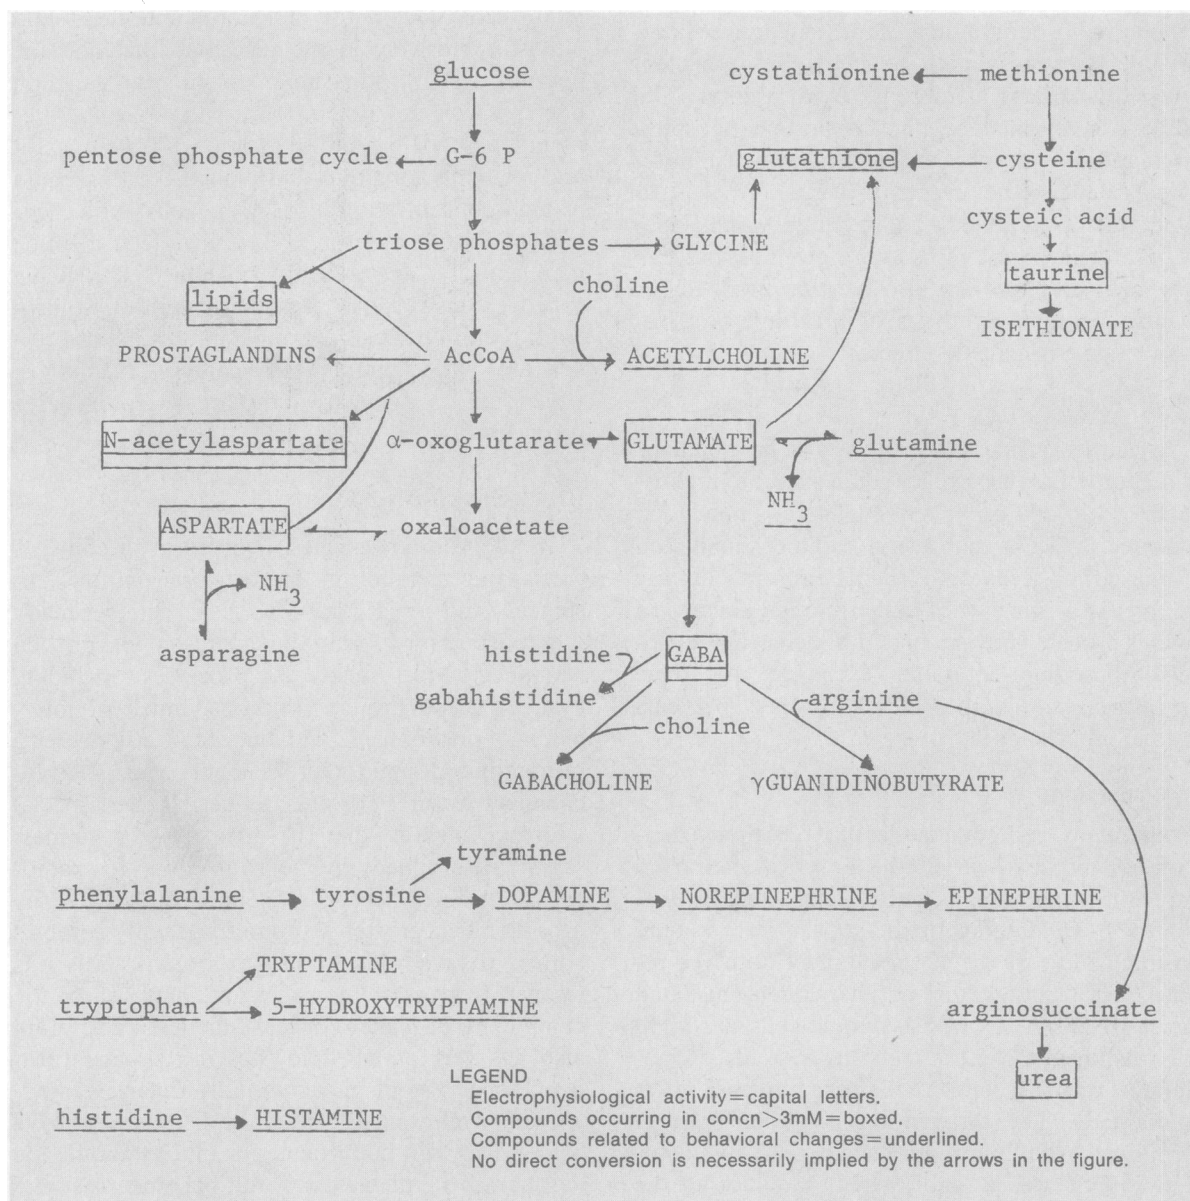 glucose
cystathionine methionine
pentose phosphate cycle G-6 P
glutathione cysteine
cysteic acid
triose phosphates GLYCINE
taurine
choline
lipids
ISETHIONATE
PROSTAGLANDINS AcCoA ACETYLCHOLINE
N-acetylaspartate α-oxoglutarate GLUTAMATE glutamine
NH3
ASPARTATE oxaloacetate
NH3
asparagine histidine GABA
gabahistidine arginine
choline
GABACHOLINE γGUANIDINOBUTYRATE
tyramine
phenylalanine tyrosine DOPAMINE NOREPINEPHRINE EPINEPHRINE
TRYPTAMINE
tryptophan 5-HYDROXYTRYPTAMINE arginosuccinate
urea
histidine HISTAMINE
LEGEND
Electrophysiological activity=capital letters.
Compounds occurring in concn>3mM=boxed.
Compounds related to behavioral changes=underlined.
No direct conversion is necessarily implied by the arrows in the figure.